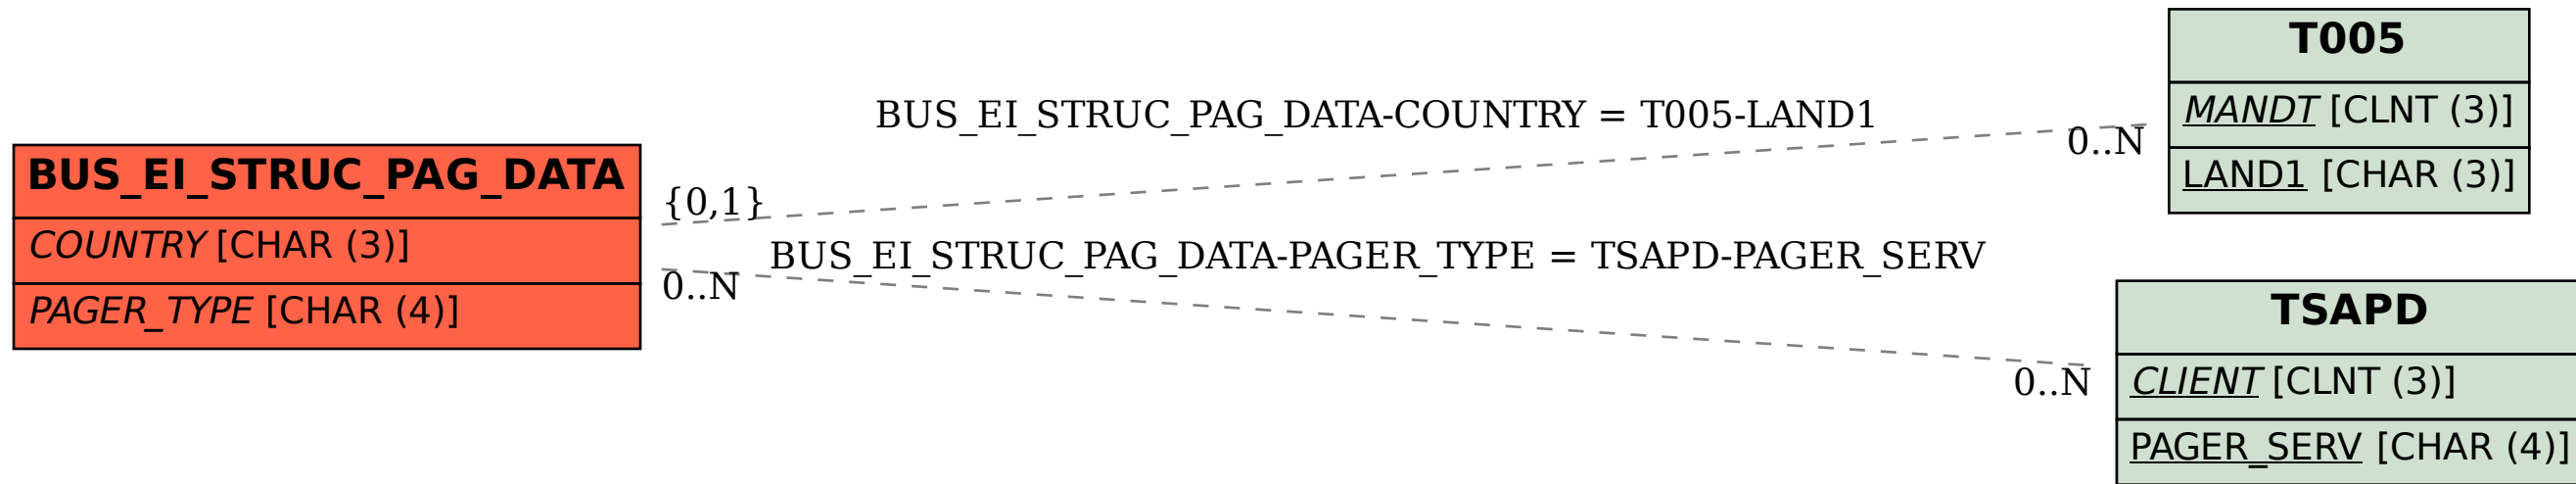 BUS_EI_STRUC_PAG_DATA
COUNTRY [CHAR (3)]
PAGER_TYPE [CHAR (4)]
BUS_EI_STRUC_PAG_DATA-COUNTRY = T005-LAND1
{0,1}
0..N
BUS_EI_STRUC_PAG_DATA-PAGER_TYPE = TSAPD-PAGER_SERV
0..N
0..N
T005
MANDT [CLNT (3)]
LAND1 [CHAR (3)]
TSAPD
CLIENT [CLNT (3)]
PAGER_SERV [CHAR (4)]